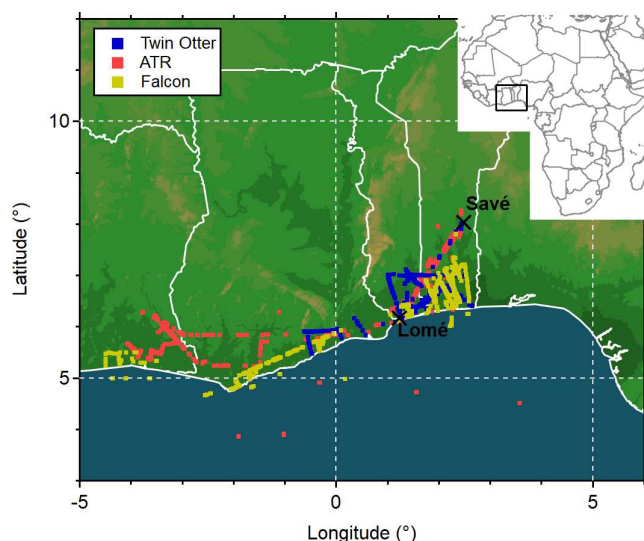 Twin Otter
ATR
Falcon
10
5
Latitude (°)
Savé
Lomé
-5
0
5
Longitude (°)